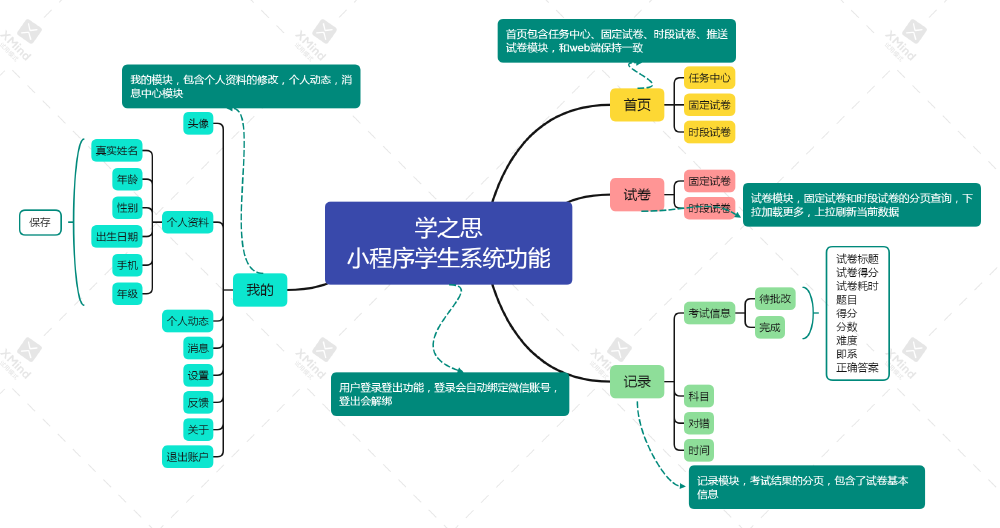 学之思
小程序学生系统功能
用户登录登出功能，登录会自动绑定微信账号，
登出会解绑
首页包含任务中心、固定试卷、时段试卷、推送
试卷模块，和web端保持一致
首页
任务中心
固定试卷
时段试卷
试卷
固定试卷
时段试卷
试卷模块，固定试卷和时段试卷的分页查询，下
拉加载更多，上拉刷新当前数据
记录
考试信息
待批改
完成
试卷标题
试卷得分
试卷耗时
题目
得分
分数
难度
即系
正确答案
科目
对错
时间
记录模块，考试结果的分页，包含了试卷基本
信息
我的模块，包含个人资料的修改，个人动态，消
息中心模块
我的
头像
个人资料
真实姓名
年龄
性别
出生日期
手机
年级
保存
个人动态
消息
设置
反馈
关于
退出账户
XMind
XMind
XMind
XMind
XMind
XMind
XMind